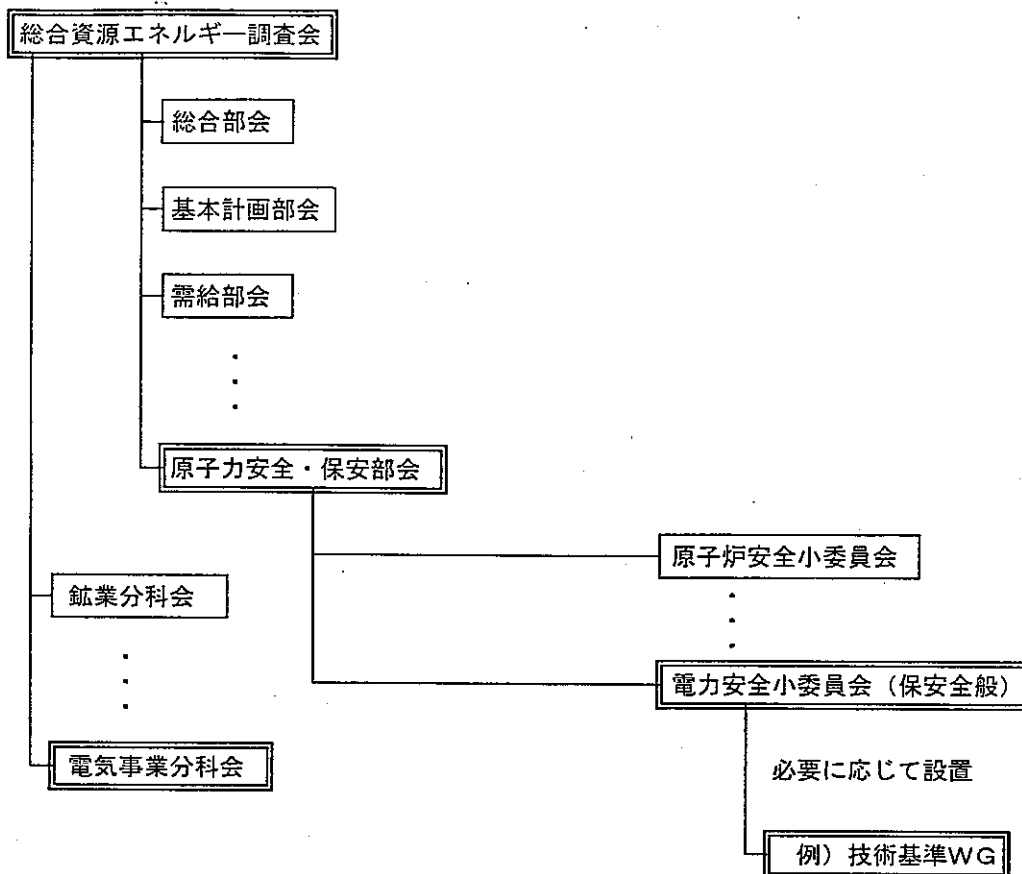 総合資源エネルギー調査会
総合部会
基本計画部会
需給部会
原子力安全・保安部会
原子炉安全小委員会
鉱業分科会
電力安全小委員会（保安全般）
電気事業分科会
必要に応じて設置
例）技術基準ＷＧ